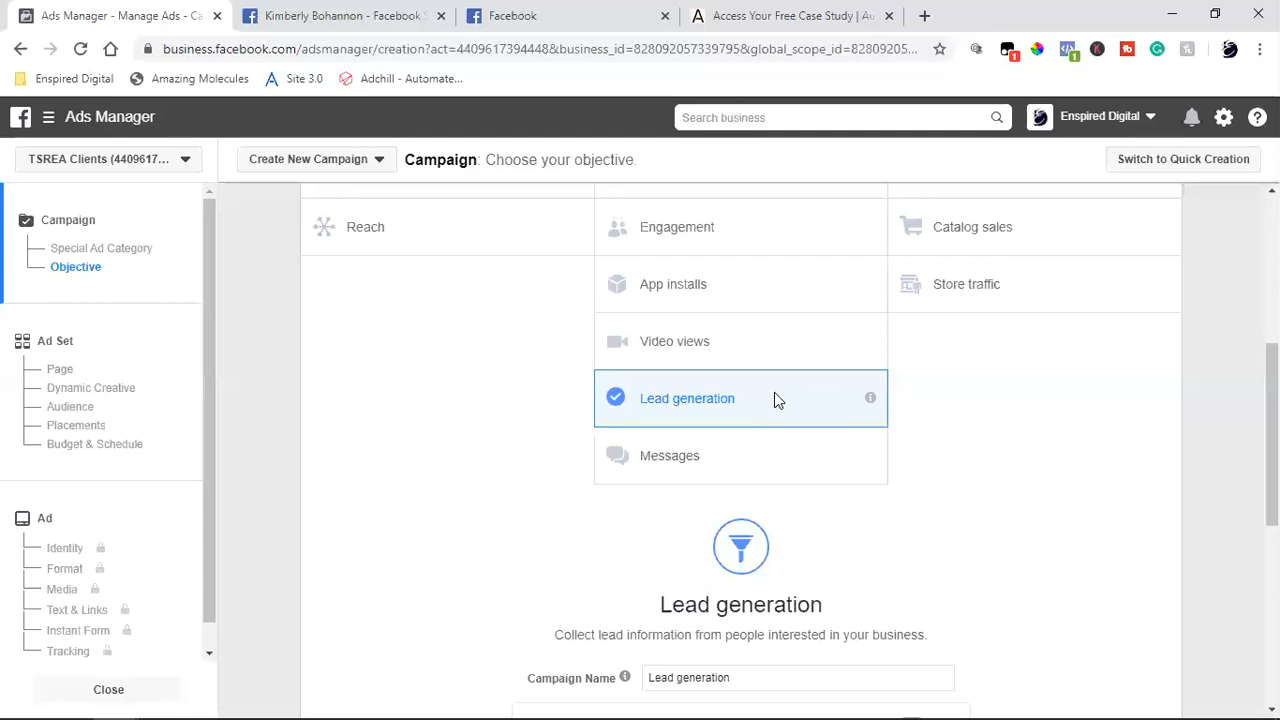 Ads Manager - Manage Ads - Ca
Kimberly Bohannon - Facebook S
Facebook
Access Your Free Case Study | Au
business.facebook.com/adsmanager/creation?act=4409617394448&business_id=828092057339795&global_scope_id=82809205...
Enspired Digital
Amazing Molecules
Site 3.0
Adchill - Automate...
Ads Manager
Search business
Enspired Digital
TSREA Clients (4409617...
Create New Campaign
Campaign: Choose your objective.
Switch to Quick Creation
Campaign
Special Ad Category
Objective
Ad Set
Page
Dynamic Creative
Audience
Placements
Budget & Schedule
Ad
Identity
Format
Media
Text & Links
Instant Form
Tracking
Close
Reach
Engagement
Catalog sales
App installs
Store traffic
Video views
Lead generation
Messages
Lead generation
Collect lead information from people interested in your business.
Campaign Name
Lead generation